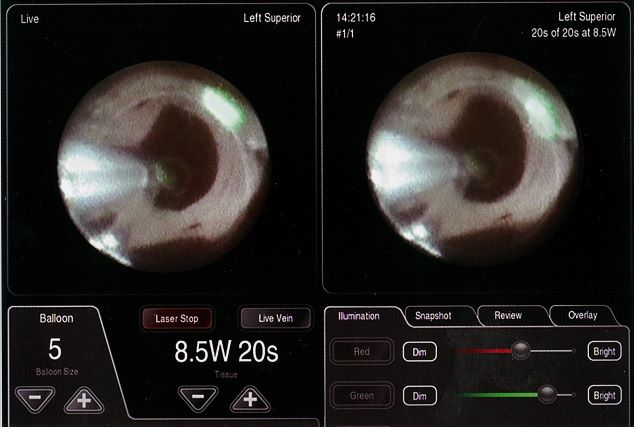 Live
Left Superior
14:21:16
Left Superior
#1/1
20s of 20s at 8.5W
Balloon
5
Balloon Size
Laser Stop
Live Vein
8.5W 20s
Tissue
Illumination
Snapshot
Review
Overlay
Red
Dim
Bright
Green
Dim
Bright